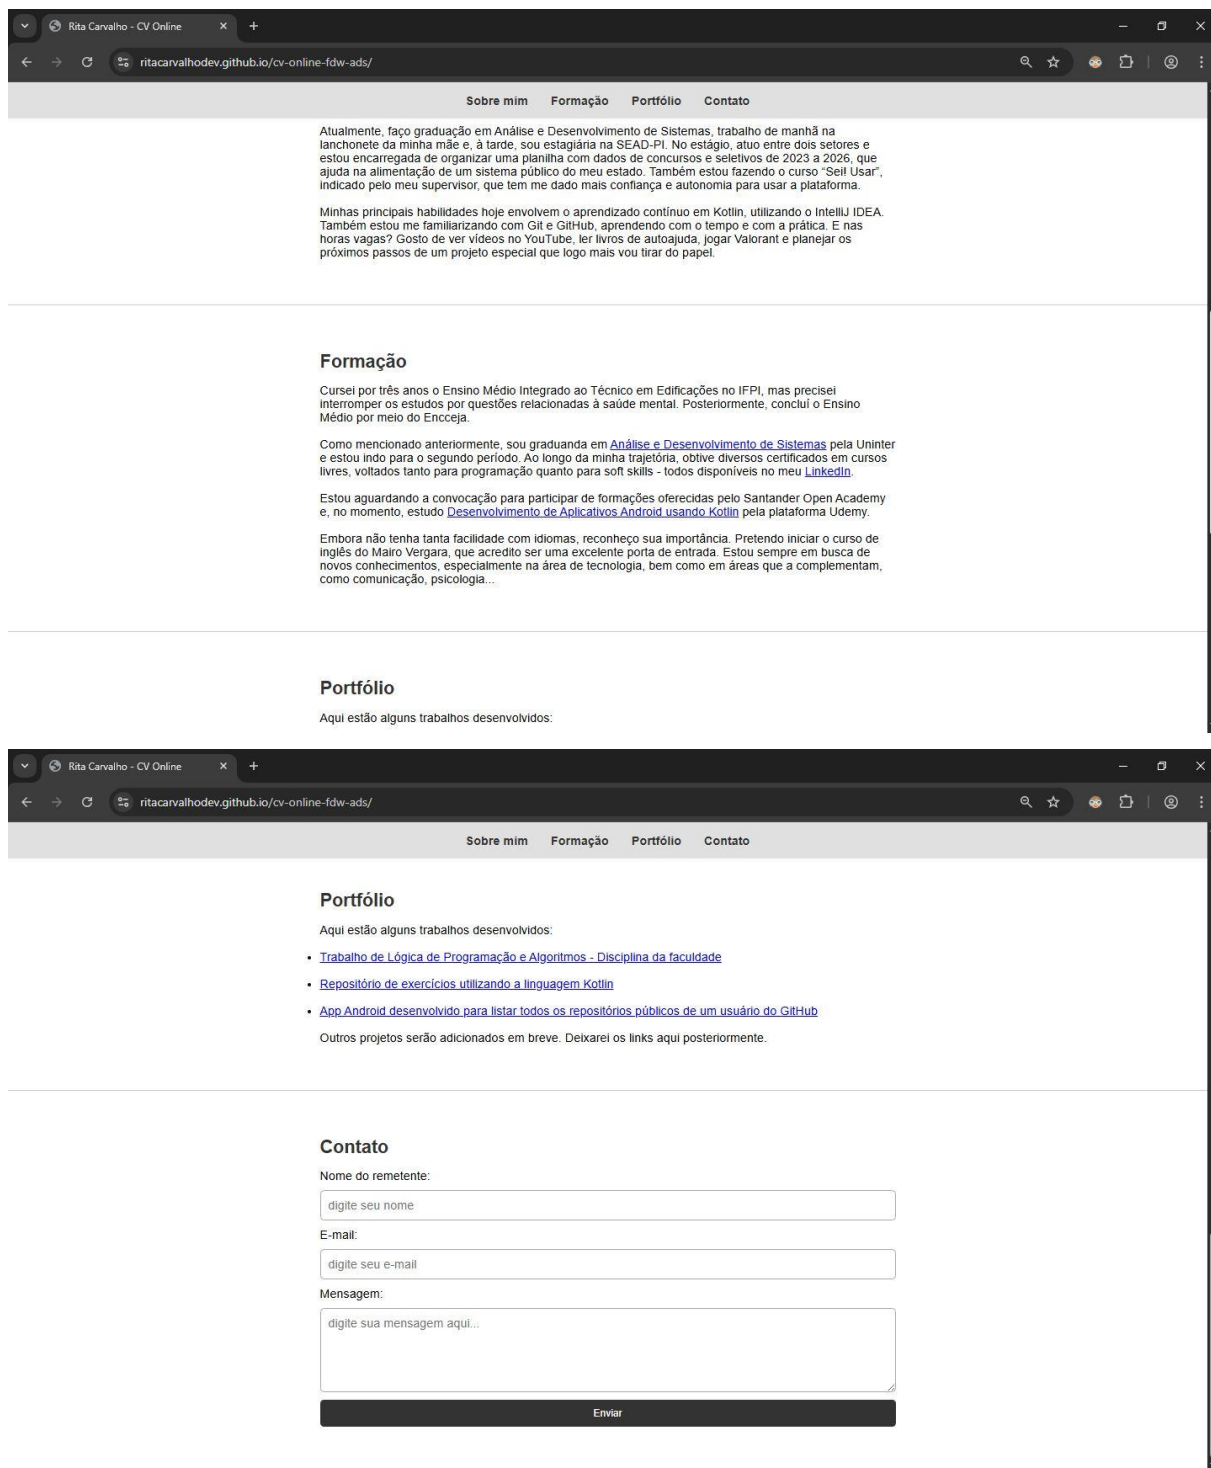 Rita Carvalho - CV Online
ritacarvalhodev.github.io/cv-online-fdw-ads/
Sobre mim Formação Portfólio Contato
Atualmente, faço graduação em Análise e Desenvolvimento de Sistemas, trabalho de manhã na
lanchonete da minha mãe e, à tarde, sou estagiária na SEAD-PI. No estágio, atuo entre dois setores e
estou encarregada de organizar uma planilha com dados de concursos e seletivos de 2023 a 2026, que
ajuda na alimentação de um sistema público do meu estado. Também estou fazendo o curso “Sei! Usar”,
indicado pelo meu supervisor, que tem me dado mais confiança e autonomia para usar a plataforma.
Minhas principais habilidades hoje envolvem o aprendizado contínuo em Kotlin, utilizando o IntelliJ IDEA.
Também estou me familiarizando com Git e GitHub, aprendendo com o tempo e com a prática. E nas
horas vagas? Gosto de ver vídeos no YouTube, ler livros de autoajuda, jogar Valorant e planejar os
próximos passos de um projeto especial que logo mais vou tirar do papel.
Formação
Cursei por três anos o Ensino Médio Integrado ao Técnico em Edificações no IFPI, mas precisei
interromper os estudos por questões relacionadas à saúde mental. Posteriormente, concluí o Ensino
Médio por meio do Encceja.
Como mencionado anteriormente, sou graduanda em Análise e Desenvolvimento de Sistemas pela Uninter
e estou indo para o segundo período. Ao longo da minha trajetória, obtive diversos certificados em cursos
livres, voltados tanto para programação quanto para soft skills - todos disponíveis no meu LinkedIn.
Estou aguardando a convocação para participar de formações oferecidas pelo Santander Open Academy
e, no momento, estudo Desenvolvimento de Aplicativos Android usando Kotlin pela plataforma Udemy.
Embora não tenha tanta facilidade com idiomas, reconheço sua importância. Pretendo iniciar o curso de
inglês do Mairo Vergara, que acredito ser uma excelente porta de entrada. Estou sempre em busca de
novos conhecimentos, especialmente na área de tecnologia, bem como em áreas que a complementam,
como comunicação, psicologia...
Portfólio
Aqui estão alguns trabalhos desenvolvidos:
Rita Carvalho - CV Online
ritacarvalhodev.github.io/cv-online-fdw-ads/
Sobre mim Formação Portfólio Contato
Portfólio
Aqui estão alguns trabalhos desenvolvidos:
• Trabalho de Lógica de Programação e Algoritmos - Disciplina da faculdade
• Repositório de exercícios utilizando a linguagem Kotlin
• App Android desenvolvido para listar todos os repositórios públicos de um usuário do GitHub
Outros projetos serão adicionados em breve. Deixarei os links aqui posteriormente.
Contato
Nome do remetente:
digite seu nome
E-mail:
digite seu e-mail
Mensagem:
digite sua mensagem aqui...
Enviar